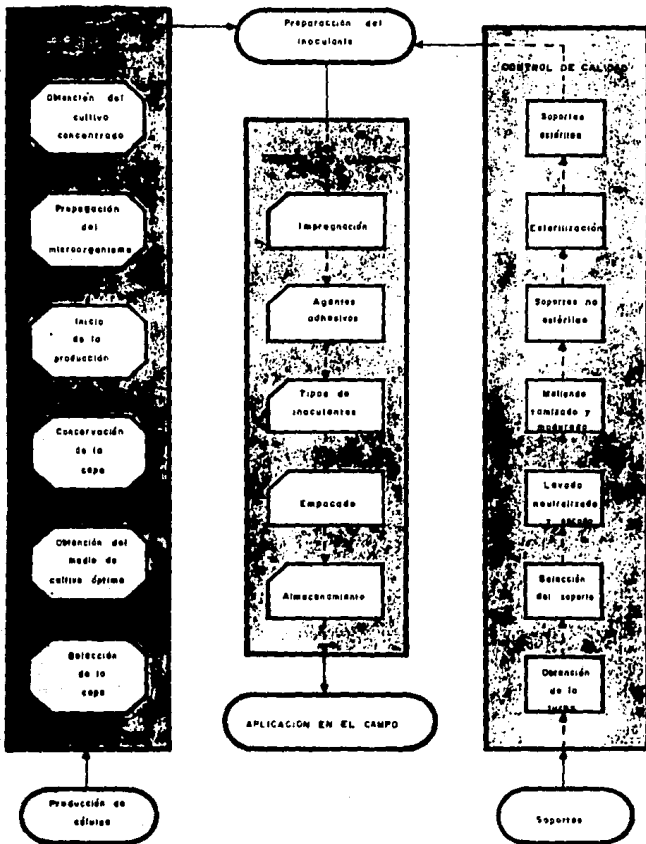 Preparación del
inoculante
Obtención del
cultivo
concentrado
Propagación
del
microorganismo
Inicio
de la
producción
Conservación
de la
cepa
Obtención del
medio de
cultivo óptimo
Selección
de la
cepa
Producción de
células
Impregnación
Agentes
adhesivos
Tipos de
inoculantes
Empacado
Almacenamiento
APLICACIÓN EN EL CAMPO
CONTROL DE CALIDAD
Soportes
estériles
Esterilización
Soportes no
estériles
Moliendo
tamizado y
madurado
Lavado
neutralizado
y
Selección
del soporte
Obtención
de la
turba
Soportes